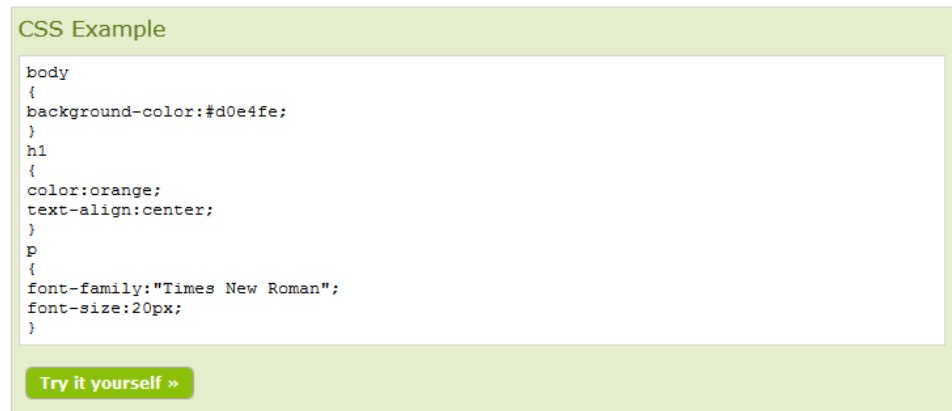 CSS Example
body
{
background-color:#d0e4fe;
}
h1
{
color:orange;
text-align:center;
}
p
{
font-family:"Times New Roman";
font-size:20px;
}
Try it yourself »